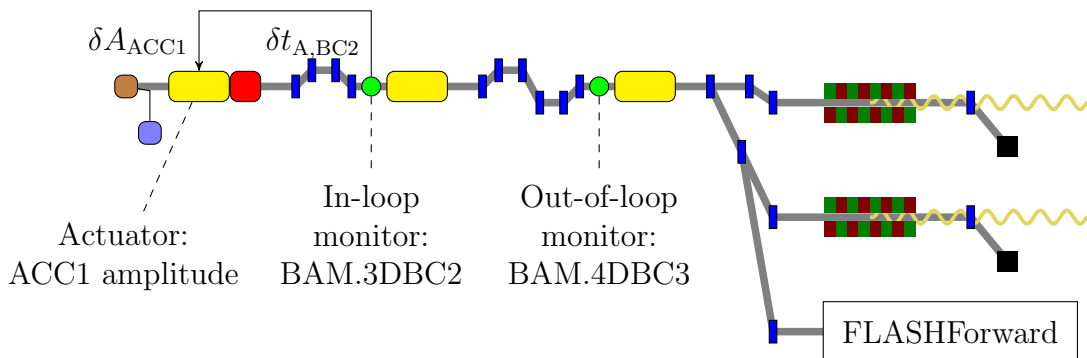 δA_ACC1
δt_A,BC2
Actuator:
ACC1 amplitude
In-loop
monitor:
BAM.3DBC2
Out-of-loop
monitor:
BAM.4DBC3
FLASHForward